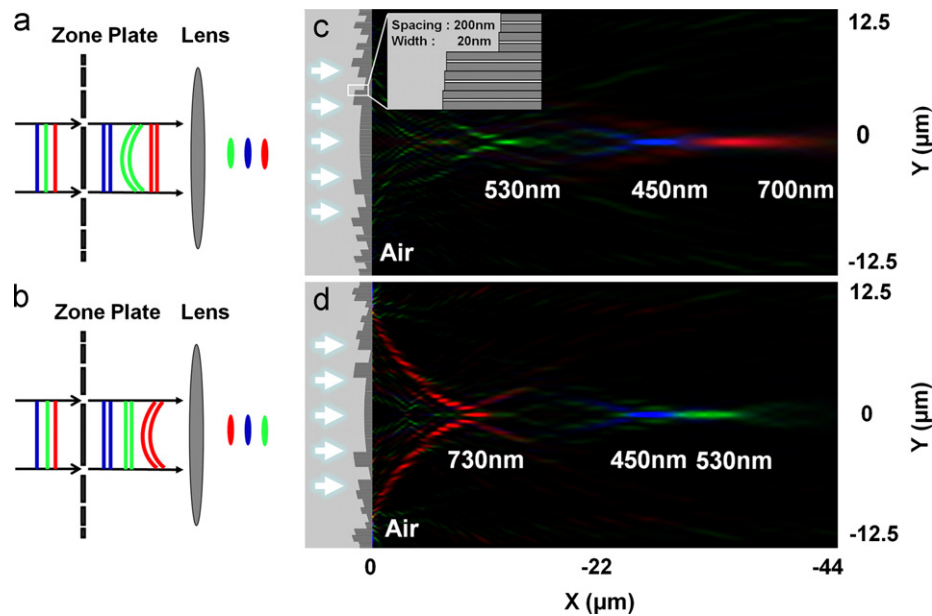 a
Zone Plate Lens
b
Zone Plate Lens
c
Spacing : 200nm
Width : 20nm
530nm 450nm 700nm
Air
12.5
0
-12.5
Y (μm)
d
730nm 450nm 530nm
Air
12.5
0
-12.5
Y (μm)
0 -22 -44
X (μm)